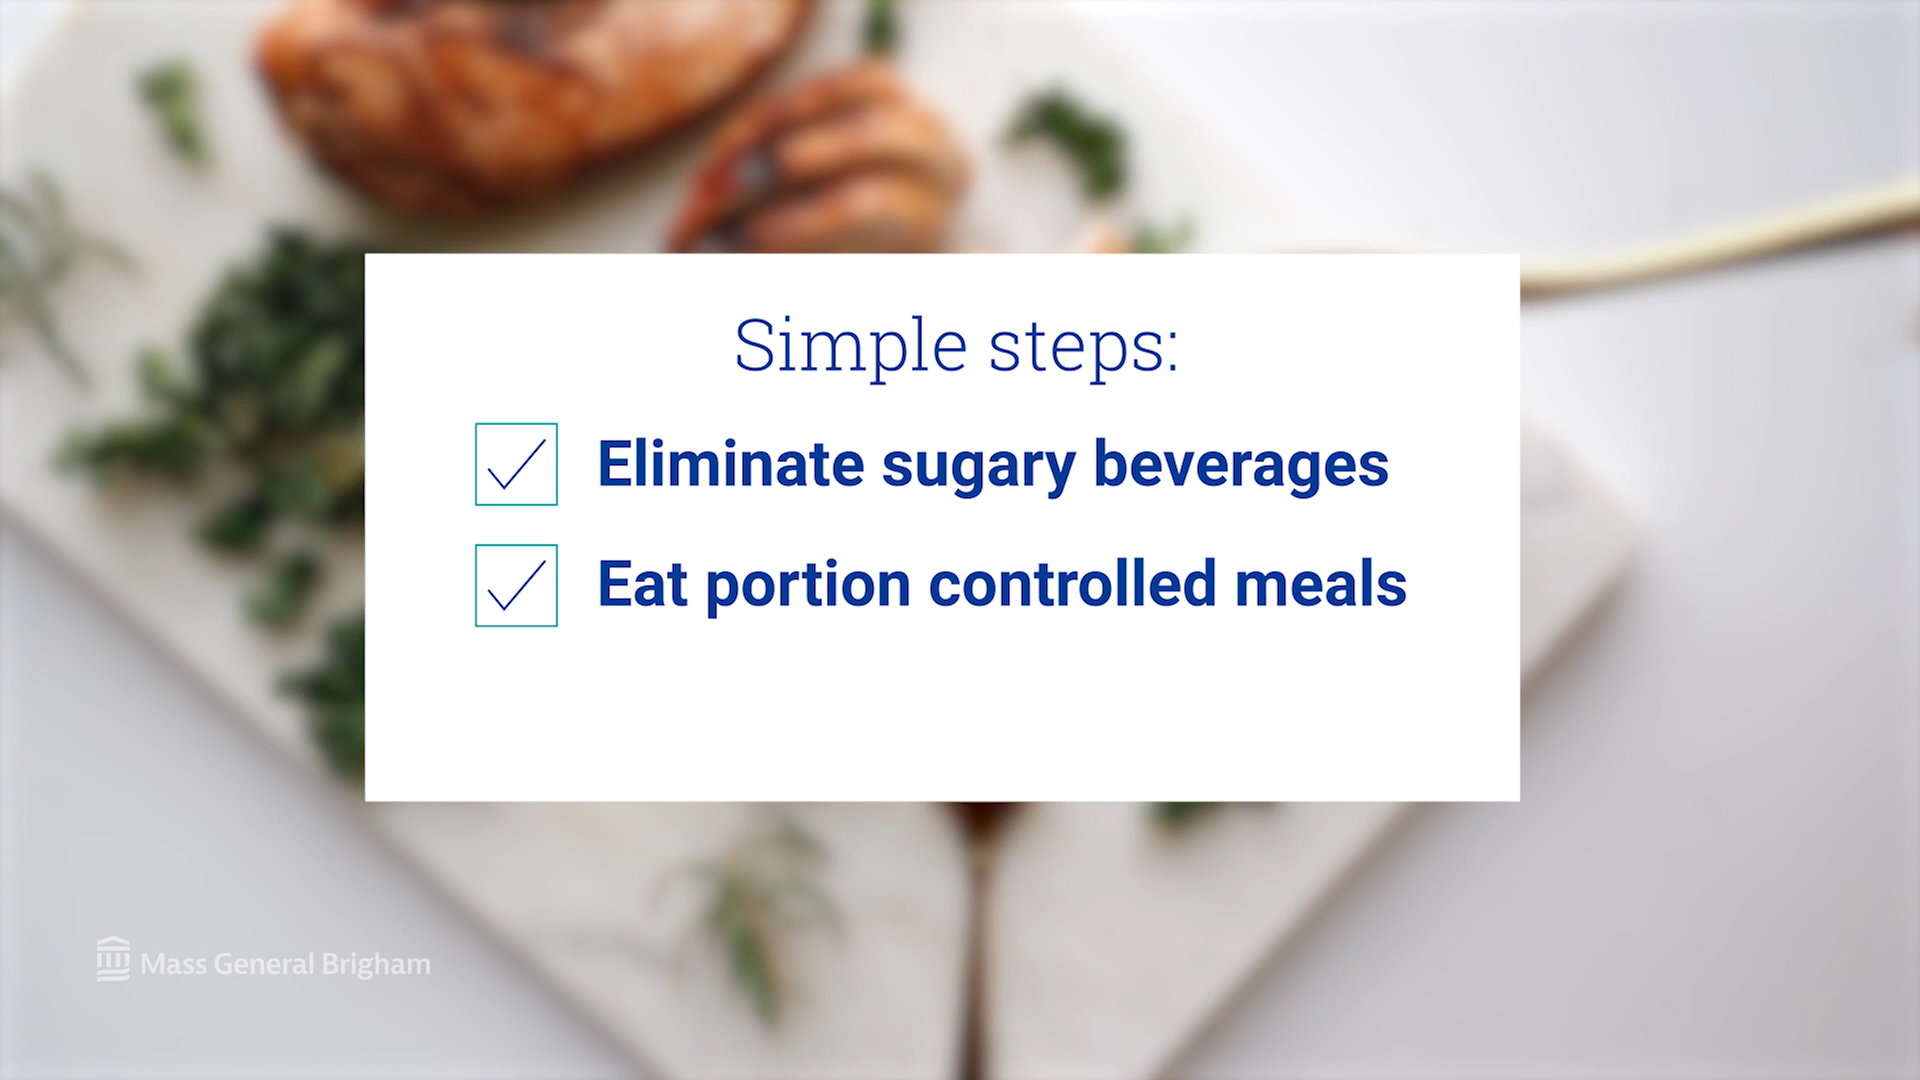 Simple steps:
Eliminate sugary beverages
Eat portion controlled meals
Mass General Brigham